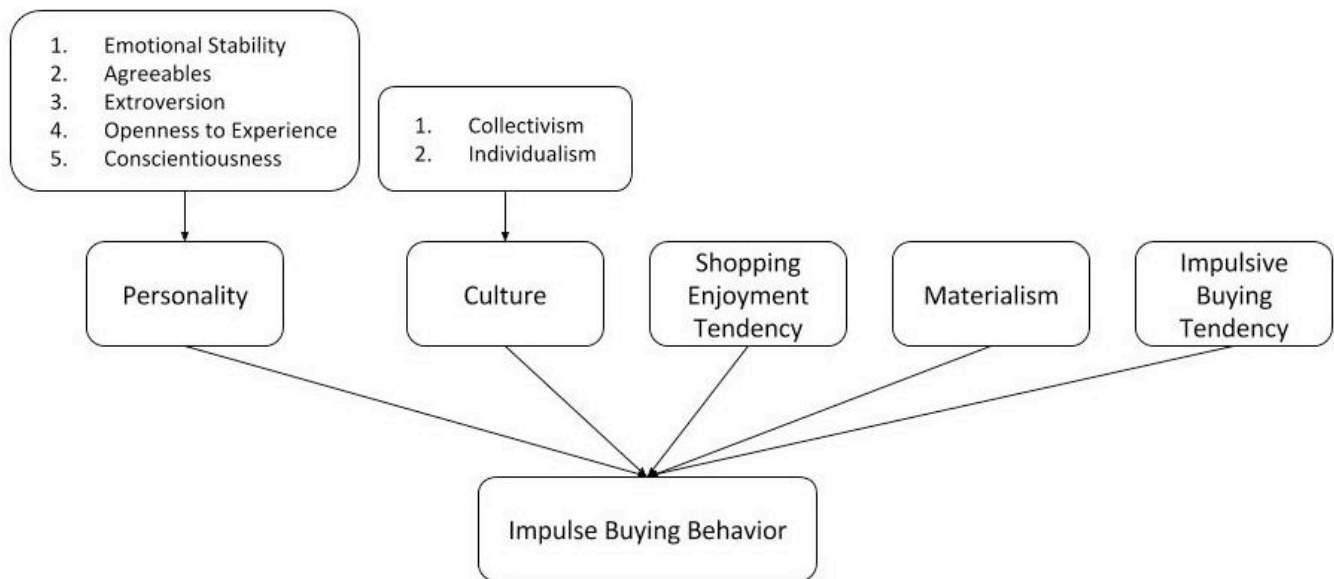 1. Emotional Stability
2. Agreeables
3. Extroversion
4. Openness to Experience
5. Conscientiousness
1. Collectivism
2. Individualism
Personality
Culture
Shopping
Enjoyment
Tendency
Materialism
Impulsive
Buying
Tendency
Impulse Buying Behavior